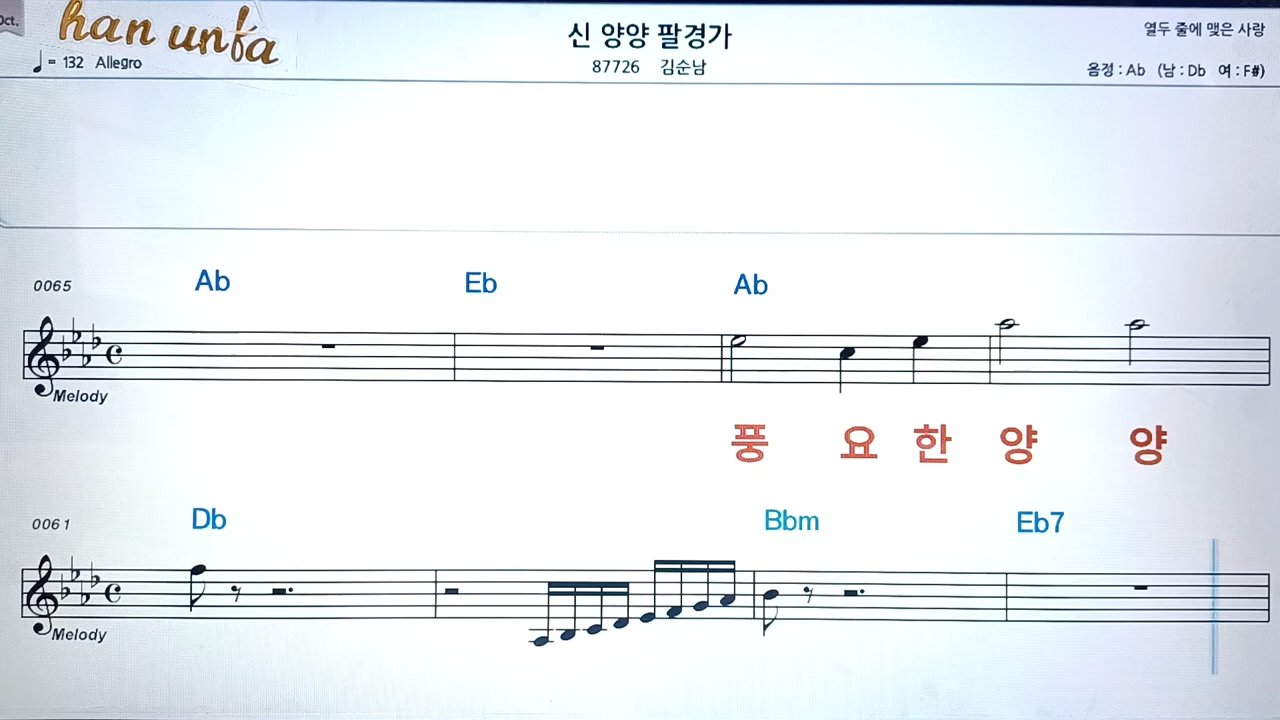 Oct.
han unfa
신 양양 팔경가
열두 줄에 맺은 사랑
= 132 Allegro
87726 김순남
음정 : Ab (남 : Db 여 : F#)
0065 Ab Eb Ab
Melody
풍 요 한 양 양
0061 Db Bbm Eb7
Melody